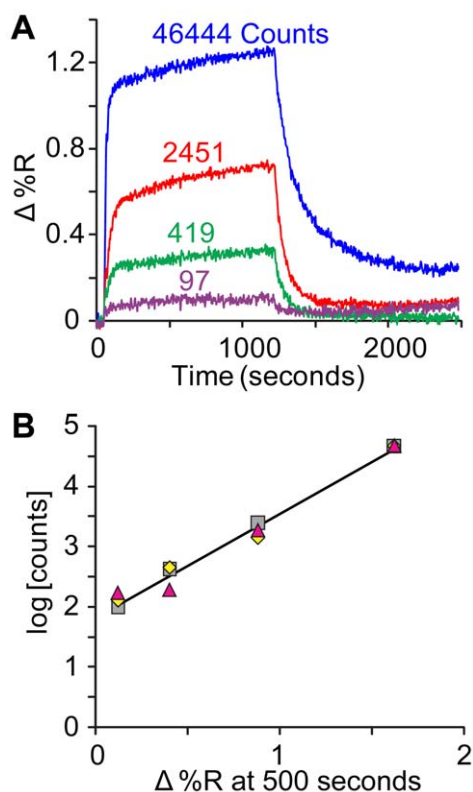 A
46444 Counts
1.2
2451
0.8
Δ %R
419
0.4
97
0
0 1000 2000
Time (seconds)
B
5
4
3
log [counts]
2
1
0
0 1 2
Δ %R at 500 seconds